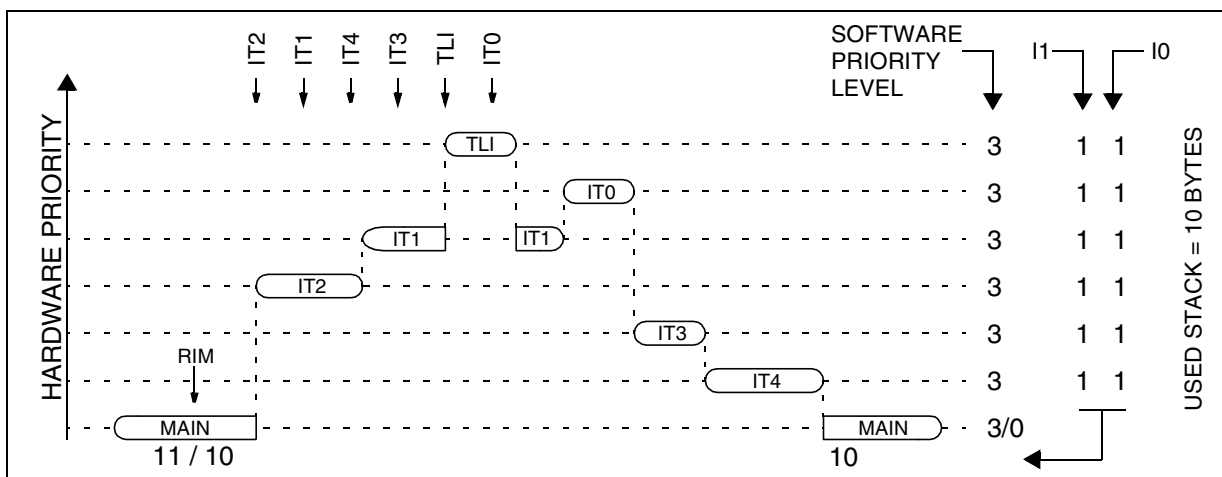 IT2
IT1
IT4
IT3
TLI
IT0
SOFTWARE
PRIORITY
LEVEL
I1
I0
HARDWARE PRIORITY
USED STACK = 10 BYTES
TLI
3
1 1
IT0
3
1 1
IT1
IT1
3
1 1
IT2
3
1 1
RIM
IT3
3
1 1
IT4
3
1 1
MAIN
MAIN
3/0
11 / 10
10